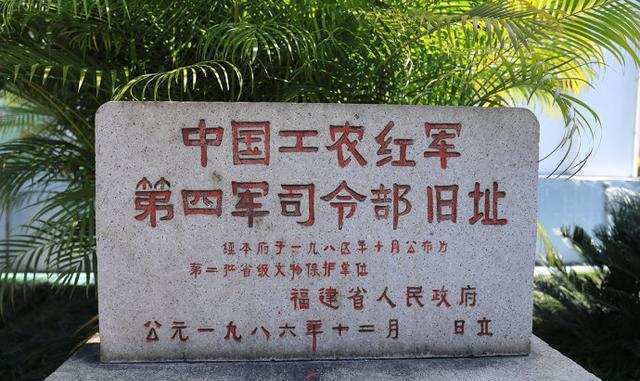 中国工农红军
第四军司令部旧址
经本府于一九八五年十月公布为
第二批省级文物保护单位
福建省人民政府
公元一九八六年十二月 日立